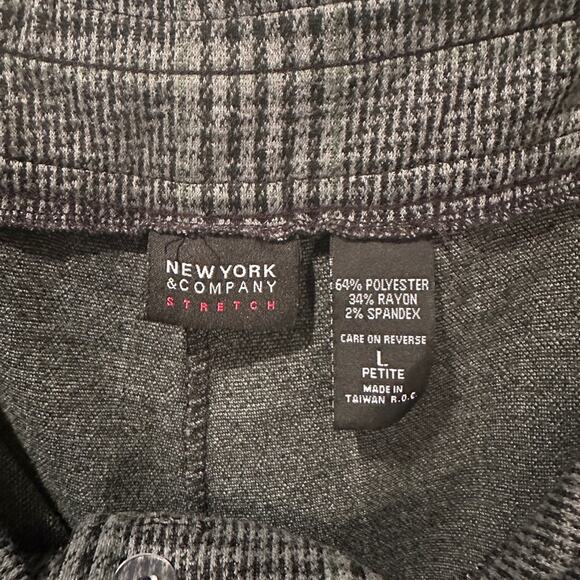 NEW YORK
& COMPANY
STRETCH
64% POLYESTER
34% RAYON
2% SPANDEX
CARE ON REVERSE
L
PETITE
MADE IN
TAIWAN R.O.C.